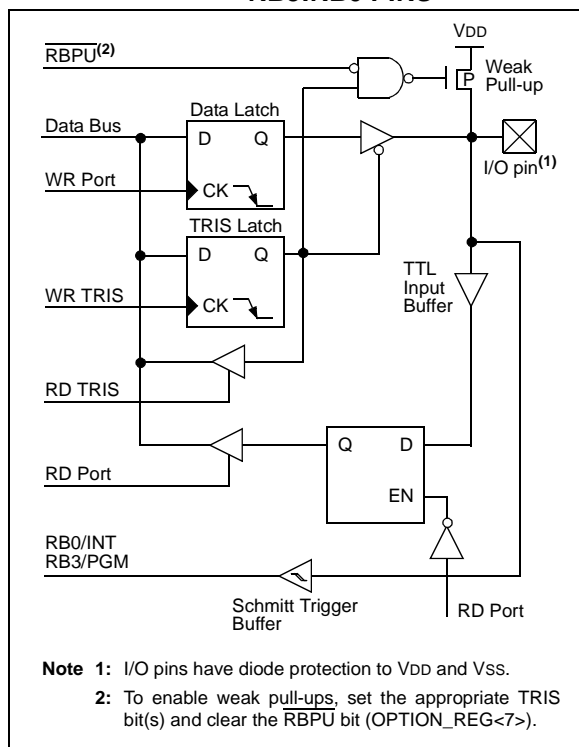 VDD
RBPU(2)
Weak
Pull-up
P
Data Latch
Data Bus
D Q
I/O pin(1)
WR Port
CK
TRIS Latch
D Q
TTL
Input
Buffer
WR TRIS
CK
RD TRIS
Q D
RD Port
EN
RB0/INT
RB3/PGM
Schmitt Trigger
Buffer
RD Port
Note 1: I/O pins have diode protection to VDD and VSS.
2: To enable weak pull-ups, set the appropriate TRIS
bit(s) and clear the RBPU bit (OPTION_REG<7>).